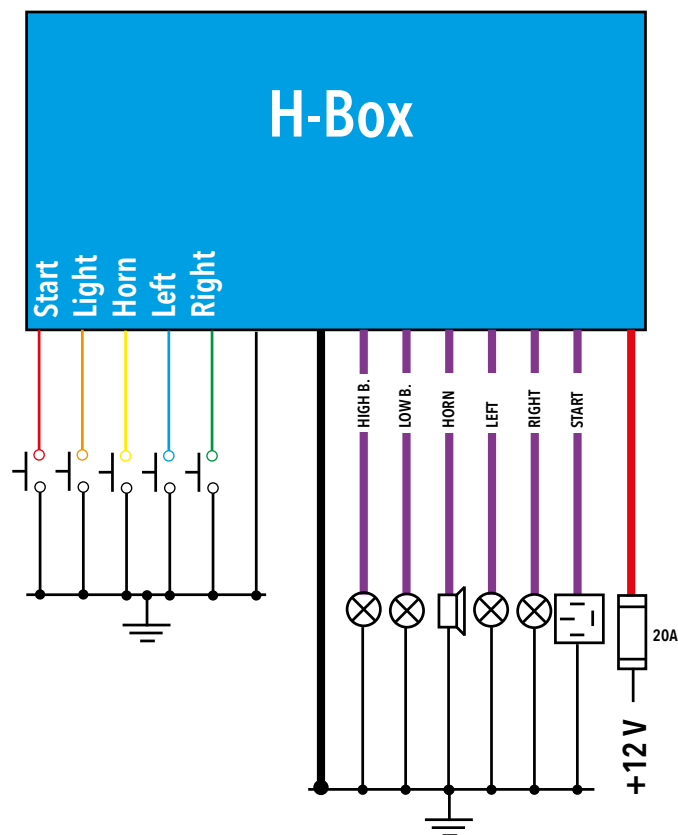 H-Box
Start
Light
Horn
Left
Right
HIGH B.
LOW B.
HORN
LEFT
RIGHT
START
20A
+12 V